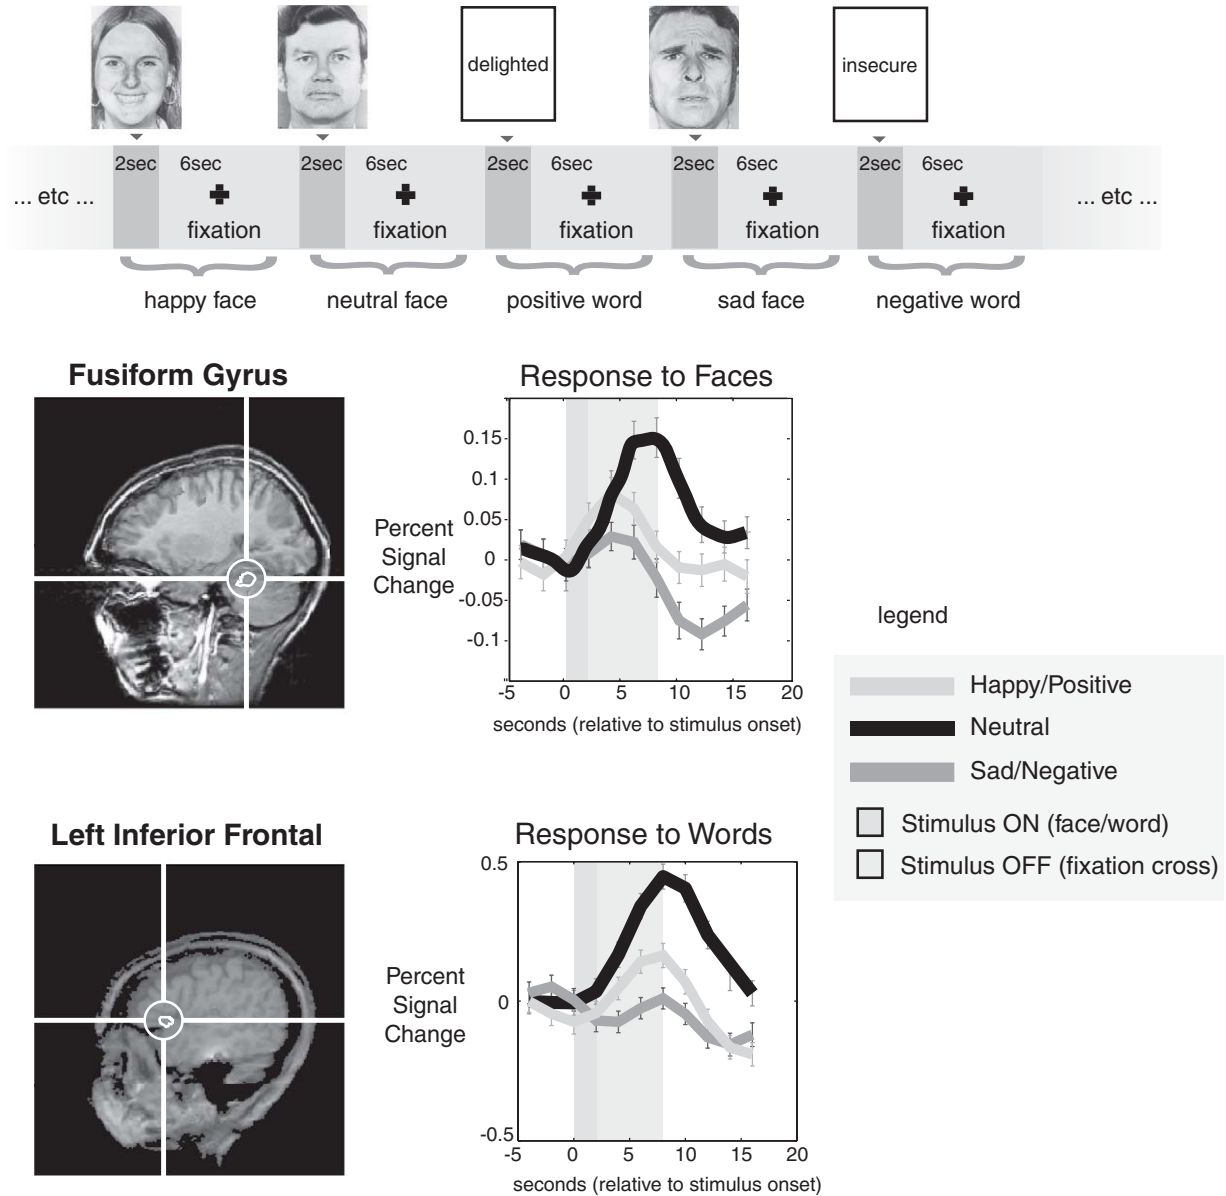 delighted
insecure
2sec 6sec 2sec 6sec 2sec 6sec 2sec 6sec 2sec 6sec
... etc ... ... etc ...
fixation fixation fixation fixation fixation
happy face neutral face positive word sad face negative word
Fusiform Gyrus
Response to Faces
0.15
0.1
0.05
0
-0.05
-0.1
Percent
Signal
Change
-5 0 5 10 15 20
seconds (relative to stimulus onset)
legend
Happy/Positive
Neutral
Sad/Negative
Stimulus ON (face/word)
Stimulus OFF (fixation cross)
Left Inferior Frontal
Response to Words
0.5
0
-0.5
Percent
Signal
Change
-5 0 5 10 15 20
seconds (relative to stimulus onset)